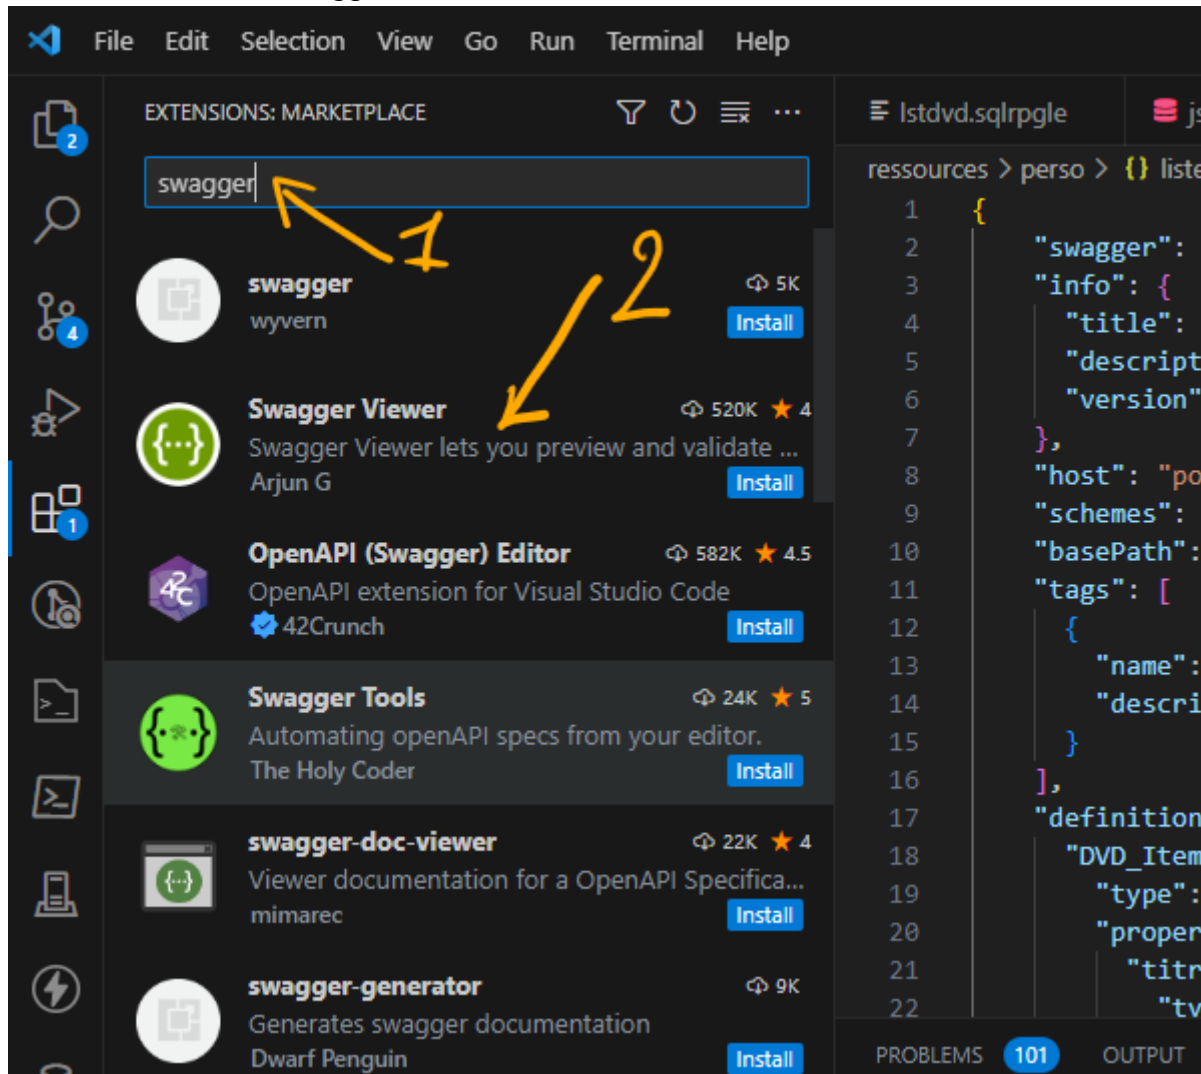 File Edit Selection View Go Run Terminal Help
EXTENSIONS: MARKETPLACE
swagger
1
2
swagger
5K
wyvern
Install
Swagger Viewer
520K ★ 4
Swagger Viewer lets you preview and validate ...
Arjun G
Install
OpenAPI (Swagger) Editor
582K ★ 4.5
OpenAPI extension for Visual Studio Code
42Crunch
Install
Swagger Tools
24K ★ 5
Automating openAPI specs from your editor.
The Holy Coder
Install
swagger-doc-viewer
22K ★ 4
Viewer documentation for a OpenAPI Specifica...
mimarec
Install
swagger-generator
9K
Generates swagger documentation
Dwarf Penguin
Install
2
4
1
lstdvd.sqlrpgle
js
ressources > perso > {} liste
1 {
2 "swagger":
3 "info": {
4 "title":
5 "descript
6 "version"
7 },
8 "host": "po
9 "schemes":
10 "basePath":
11 "tags": [
12 {
13 "name":
14 "descri
15 }
16 ],
17 "definition
18 "DVD_Item
19 "type":
20 "proper
21 "titr
22 "ty
PROBLEMS 101 OUTPUT